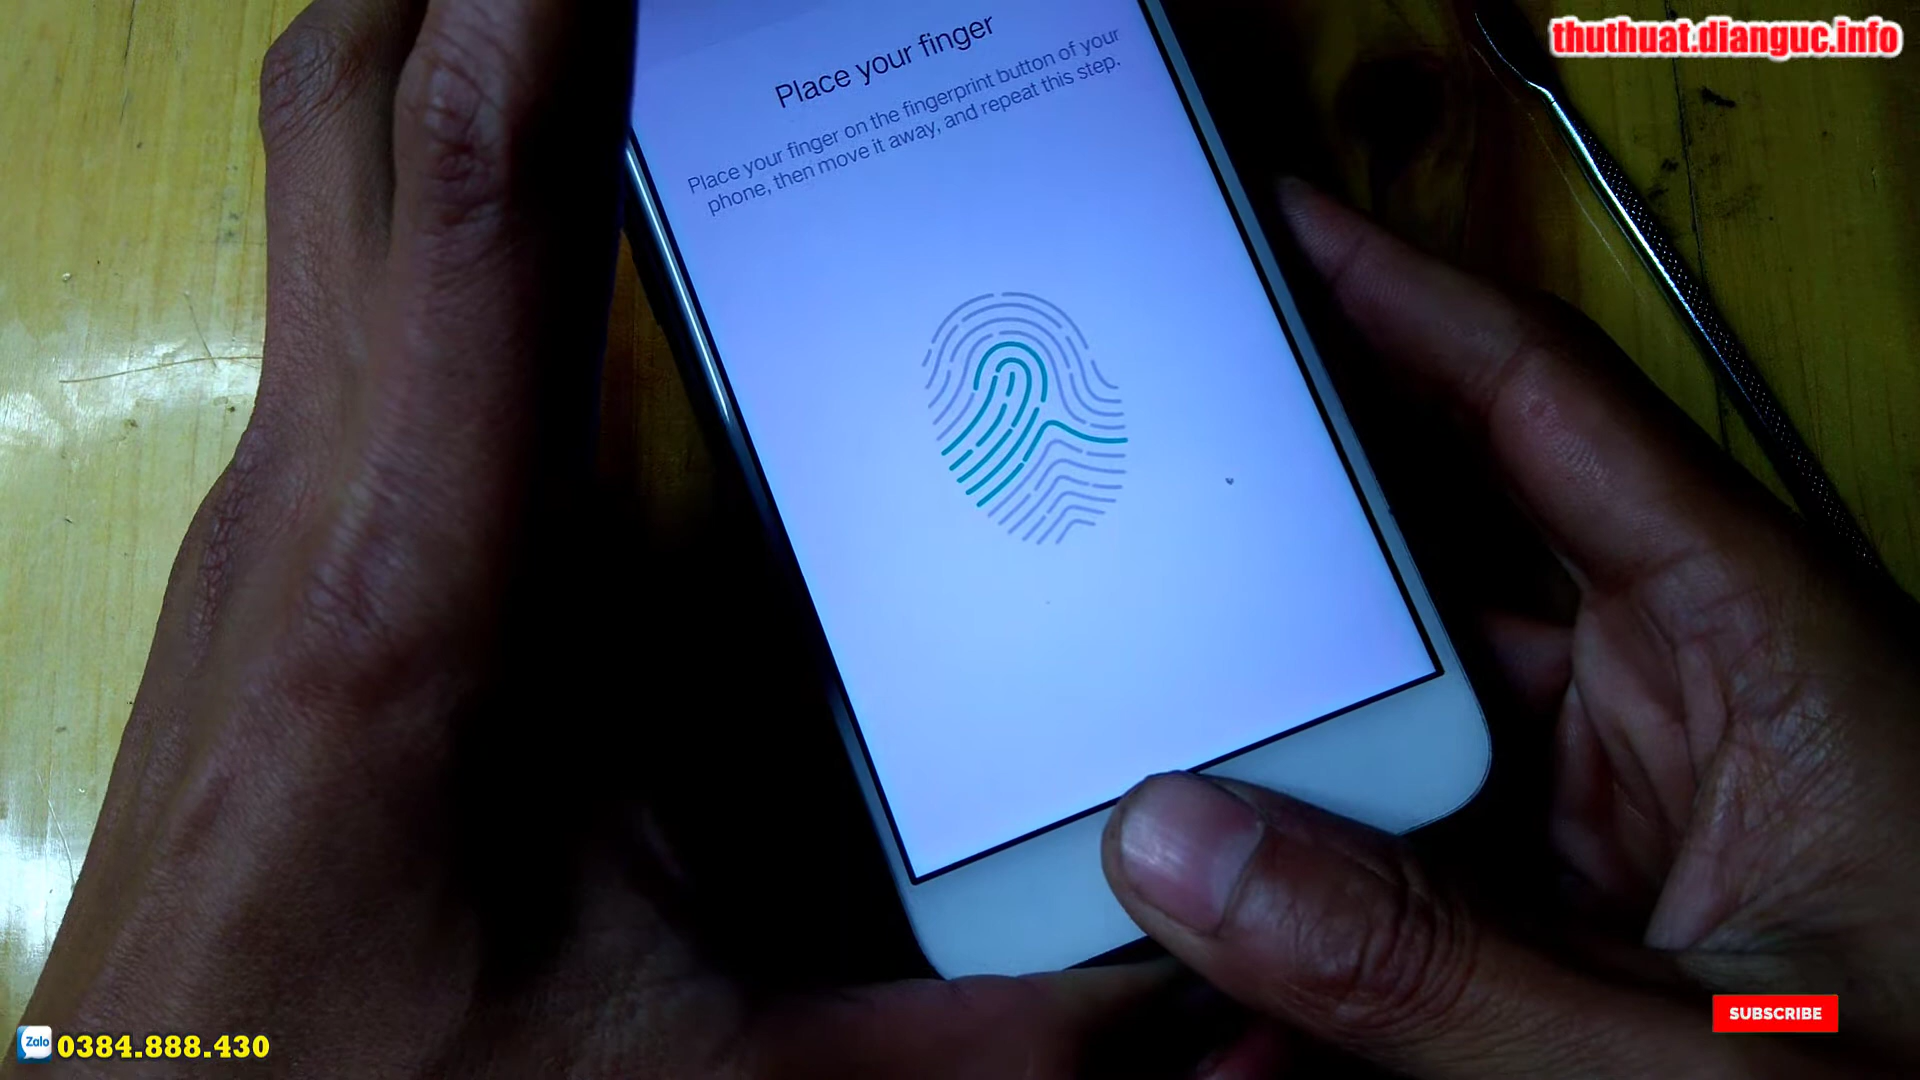 thuthuat.dianguc.info
Place your finger
Place your finger on the fingerprint button of your
phone, then move it away, and repeat this step.
SUBSCRIBE
Zalo 0384.888.430